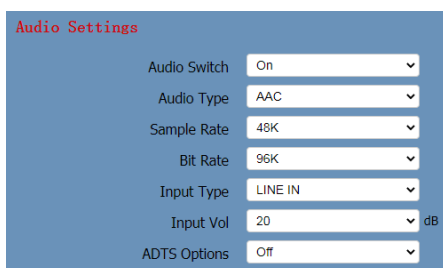 Audio Settings
Audio Switch On
Audio Type AAC
Sample Rate 48K
Bit Rate 96K
Input Type LINE IN
Input Vol 20 dB
ADTS Options Off